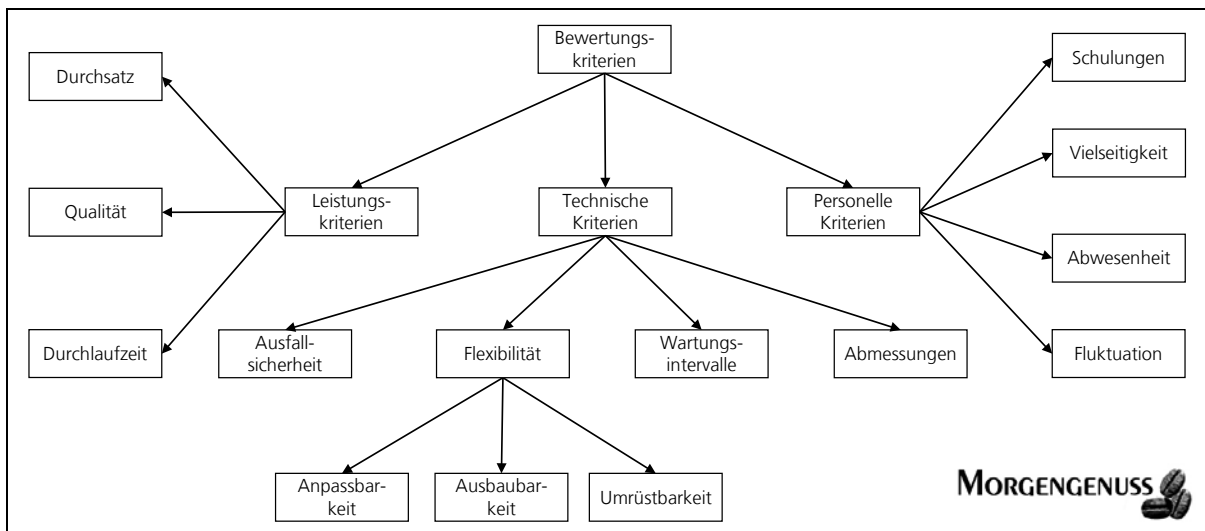 Bewertungs-
kriterien
Durchsatz
Qualität
Durchlaufzeit
Leistungs-
kriterien
Technische
Kriterien
Personelle
Kriterien
Schulungen
Vielseitigkeit
Abwesenheit
Fluktuation
Ausfall-
sicherheit
Flexibilität
Wartungs-
intervalle
Abmessungen
Anpassbar-
keit
Ausbaubar-
keit
Umrüstbarkeit
MORGENGENUSS